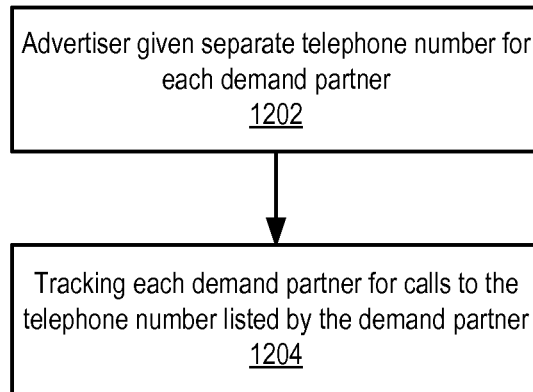 Advertiser given separate telephone number for
each demand partner
1202
Tracking each demand partner for calls to the
telephone number listed by the demand partner
1204